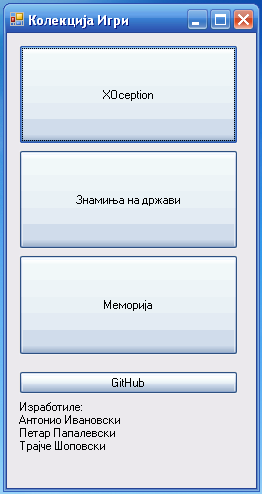 Колекција Игри
XOception
Знамиња на држави
Меморија
GitHub
Изработиле:
Антонио Ивановски
Петар Папалевски
Трајче Шоповски